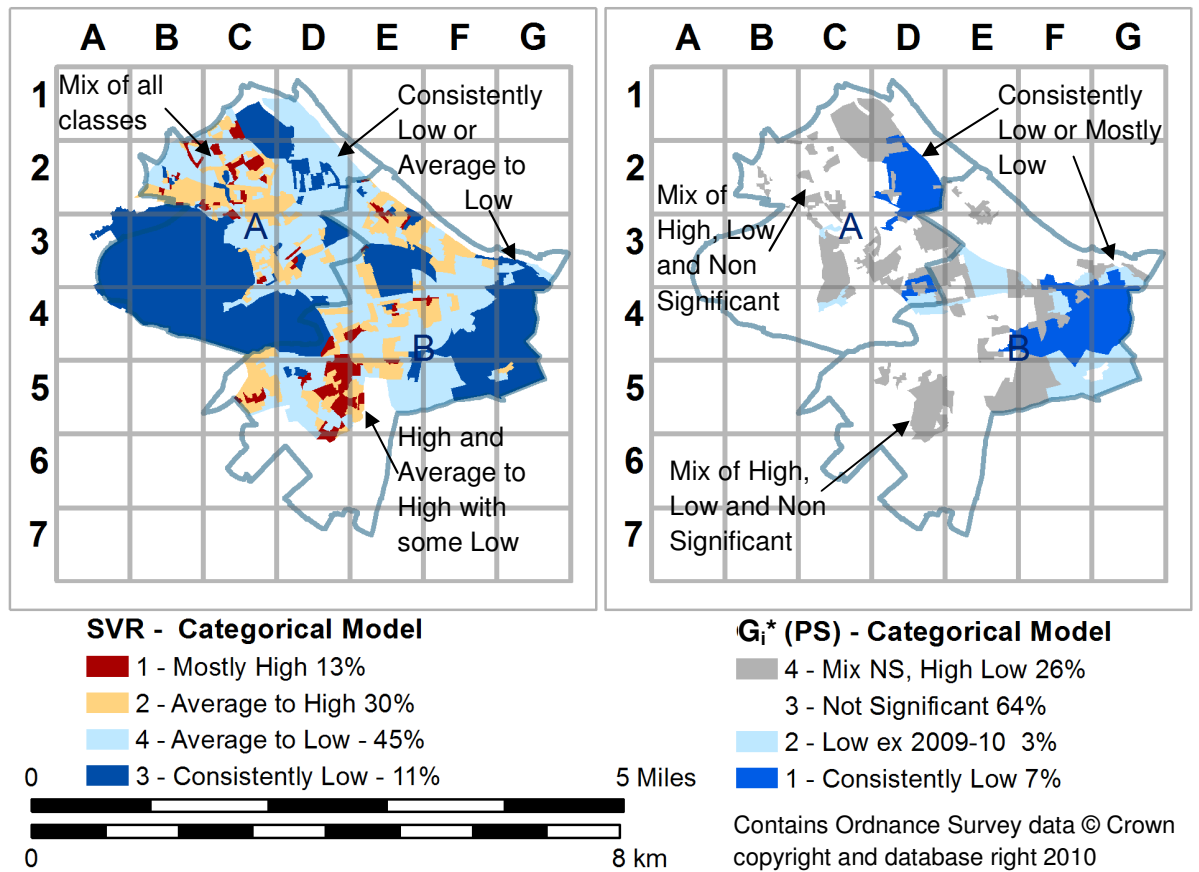 A B C D E F G
1
2
3
4
5
6
7
Mix of all
classes
Consistently
Low or
Average to
Low
A
B
High and
Average to
High with
some Low
A B C D E F G
1
2
3
4
5
6
7
Consistently
Low or Mostly
Low
Mix of
High, Low
and Non
Significant
A
B
Mix of High,
Low and Non
Significant
SVR - Categorical Model
1 - Mostly High 13%
2 - Average to High 30%
4 - Average to Low - 45%
3 - Consistently Low - 11%
0 5 Miles
0 8 km
Gi* (PS) - Categorical Model
4 - Mix NS, High Low 26%
3 - Not Significant 64%
2 - Low ex 2009-10 3%
1 - Consistently Low 7%
Contains Ordnance Survey data © Crown
copyright and database right 2010